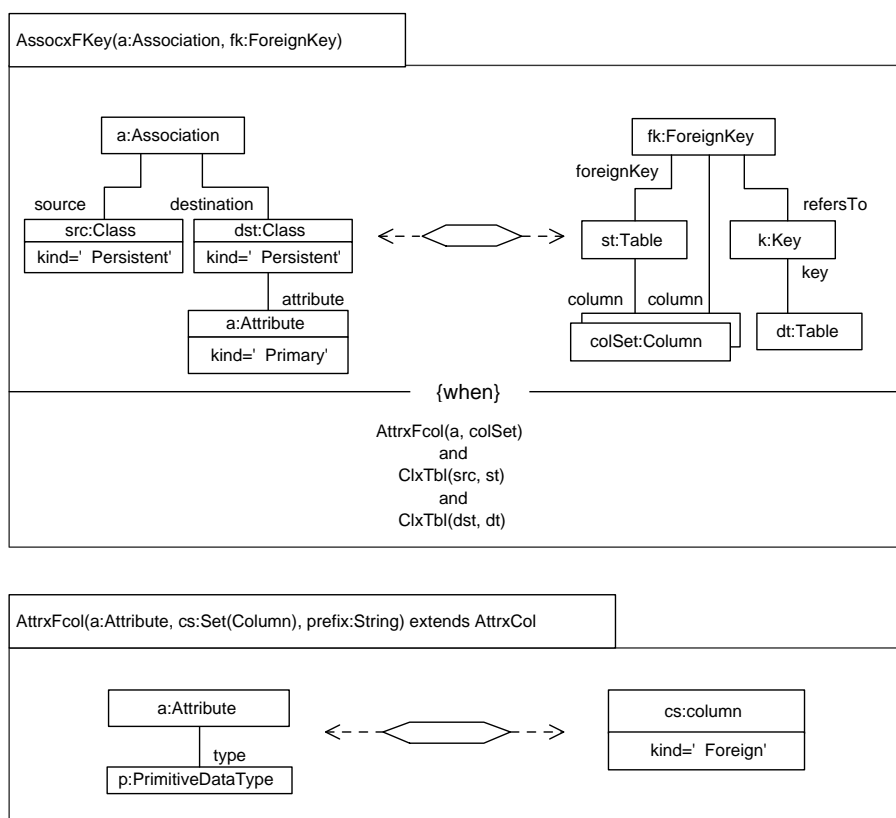 AssocxFKey(a:Association, fk:ForeignKey)
a:Association
fk:ForeignKey
foreignKey
source
destination
refersTo
src:Class
dst:Class
st:Table
k:Key
kind=' Persistent'
kind=' Persistent'
key
attribute
column
column
a:Attribute
kind=' Primary'
colSet:Column
dt:Table
{when}
AttrxFcol(a, colSet)
and
ClxTbl(src, st)
and
ClxTbl(dst, dt)
AttrxFcol(a:Attribute, cs:Set(Column), prefix:String) extends AttrxCol
a:Attribute
cs:column
type
kind=' Foreign'
p:PrimitiveDataType